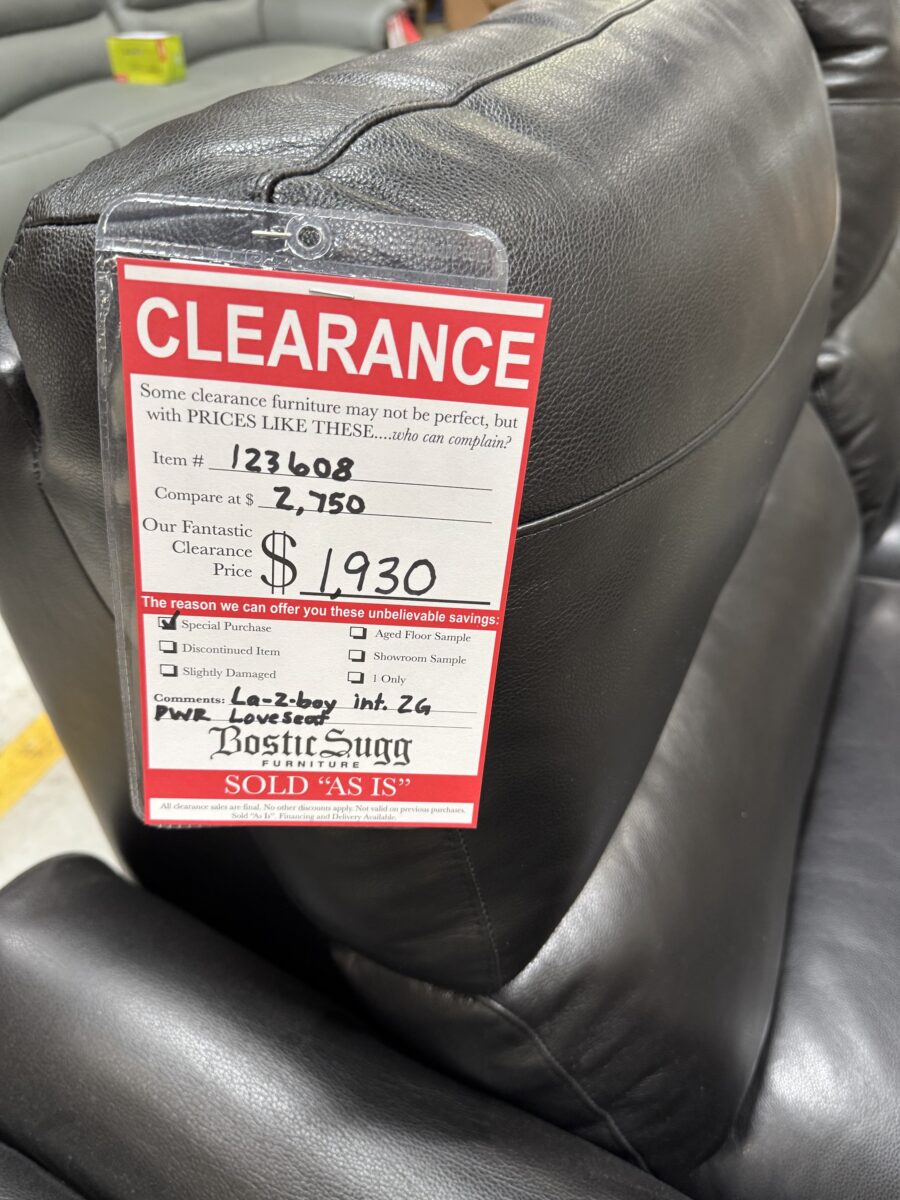 CLEARANCE
Some clearance furniture may not be perfect, but
with PRICES LIKE THESE....who can complain?
Item # 123608
Compare at $ 2,750
Our Fantastic
Clearance
Price $ 1,930
The reason we can offer you these unbelievable savings:
Special Purchase Aged Floor Sample
Discontinued Item Showroom Sample
Slightly Damaged 1 Only
Comments: La-Z-boy int. ZG
PWR Loveseat
Bostic Sugg
FURNITURE
SOLD "AS IS"
All clearance sales are final. No other discounts apply. Not valid on previous purchases.
Sold "As Is". Financing and Delivery Available.